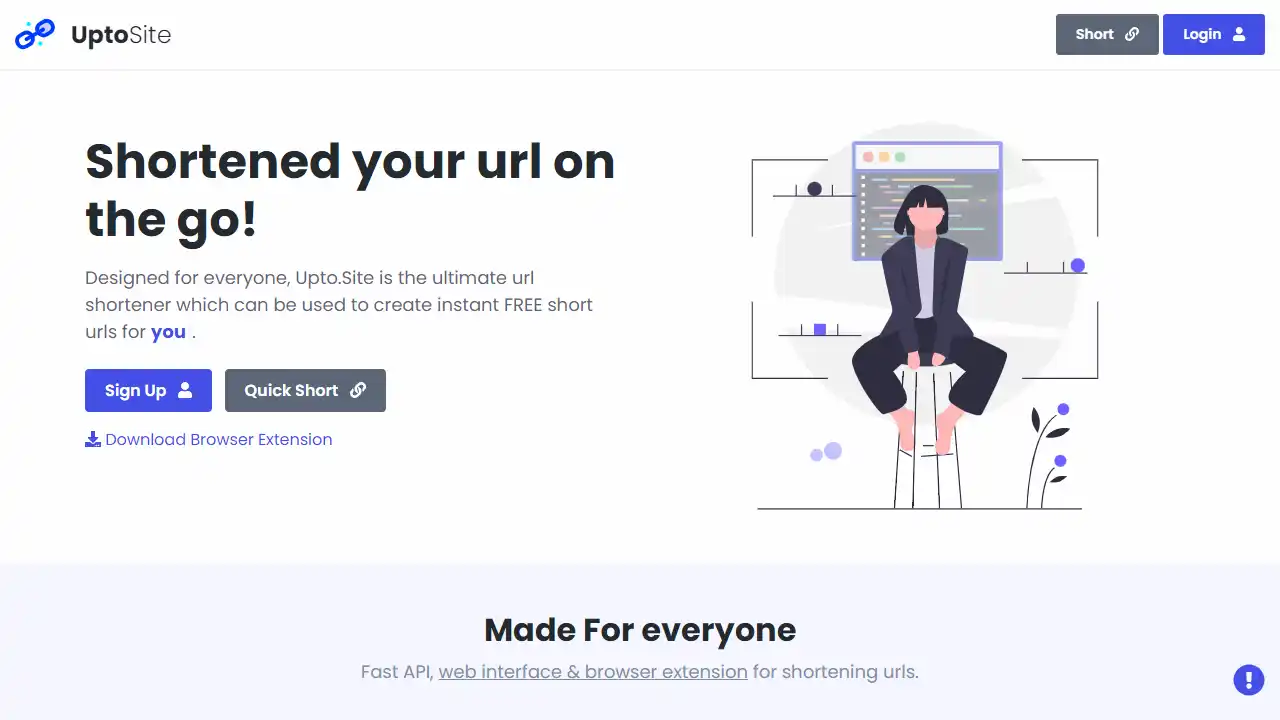 UptoSite
Short
Login
Shortened your url on
the go!
Designed for everyone, Upto.Site is the ultimate url
shortener which can be used to create instant FREE short
urls for you .
Sign Up
Quick Short
Download Browser Extension
Made For everyone
Fast API, web interface & browser extension for shortening urls.